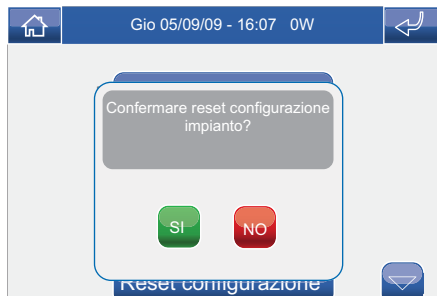 Gio 05/09/09 - 16:07 0W
Confermare reset configurazione
impianto?
SI
NO
Reset configurazione